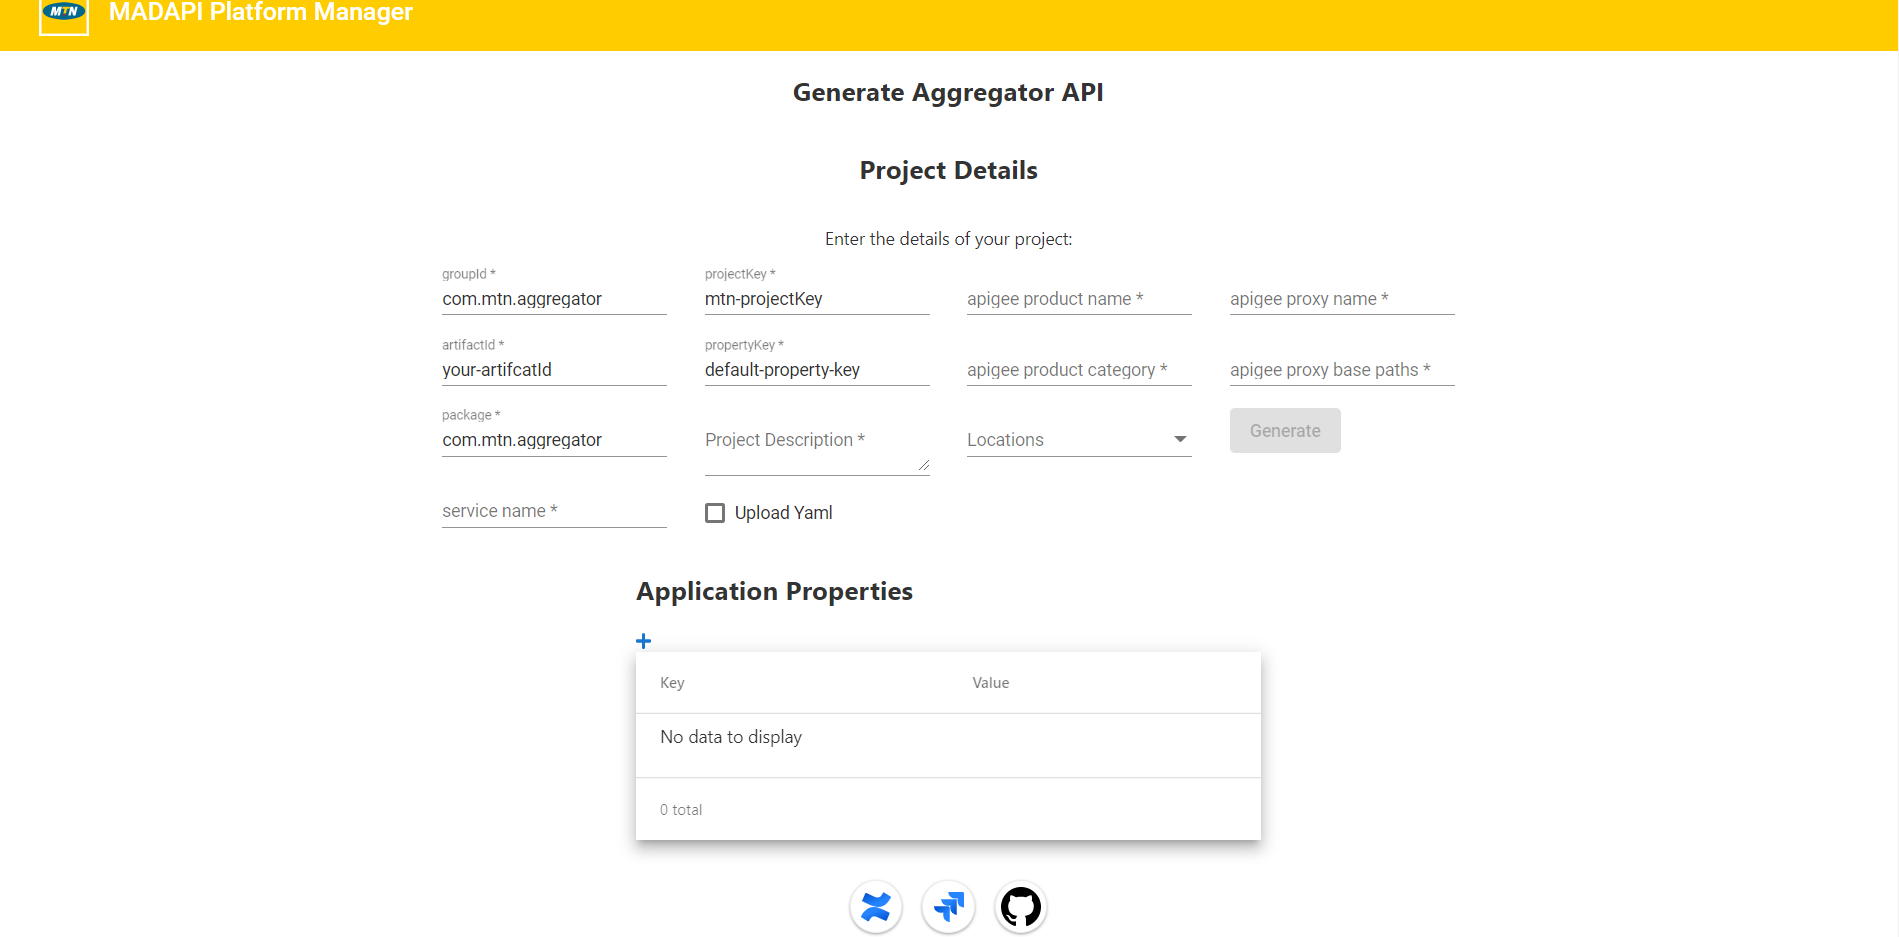 MTN
MADAPI Platform Manager
Generate Aggregator API
Project Details
Enter the details of your project:
groupId *
com.mtn.aggregator
projectKey *
mtn-projectKey
apigee product name *
apigee proxy name *
artifactId *
your-artifcatId
propertyKey *
default-property-key
apigee product category *
apigee proxy base paths *
package *
com.mtn.aggregator
Project Description *
Locations
Generate
service name *
Upload Yaml
Application Properties
+
Key Value
No data to display
0 total